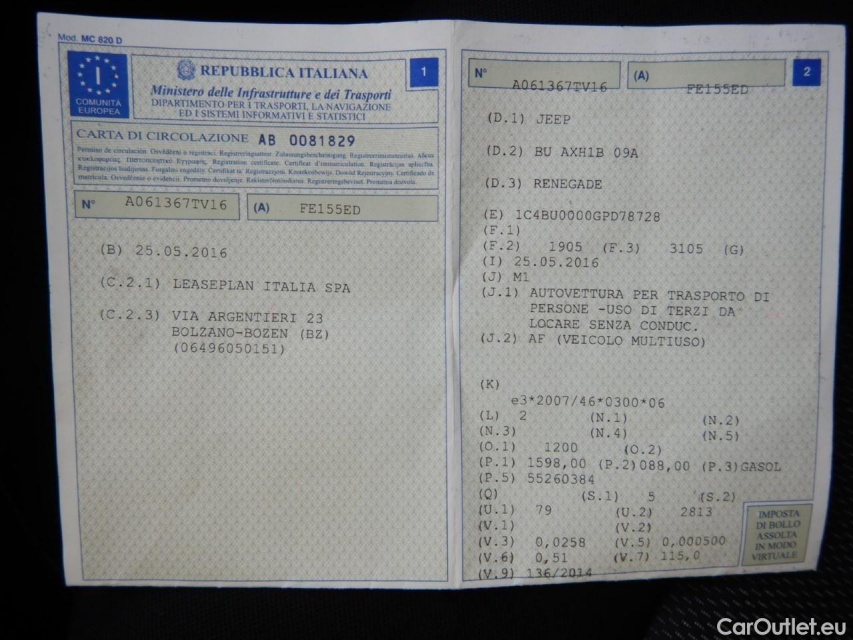 Mod. MC 820 D
COMUNITÀ
EUROPEA
REPUBBLICA ITALIANA
1
Ministero delle Infrastrutture e dei Trasporti
DIPARTIMENTO PER I TRASPORTI, LA NAVIGAZIONE
ED I SISTEMI INFORMATIVI E STATISTICI
CARTA DI CIRCOLAZIONE AB 0081829
N° A061367TV16 (A) FE155ED
(B) 25.05.2016
(C.2.1) LEASEPLAN ITALIA SPA
(C.2.3) VIA ARGENTIERI 23
BOLZANO-BOZEN (BZ)
(06496050151)
N° A061367TV16 (A) FE155ED 2
(D.1) JEEP
(D.2) BU AXH1B 09A
(D.3) RENEGADE
(E) 1C4BU0000GPD78728
(F.1)
(F.2) 1905 (F.3) 3105 (G)
(I) 25.05.2016
(J) M1
(J.1) AUTOVETTURA PER TRASPORTO DI
PERSONE -USO DI TERZI DA
LOCARE SENZA CONDUC.
(J.2) AF (VEICOLO MULTIUSO)
(K)
e3*2007/46*0300*06
(L) 2 (N.1) (N.2)
(N.3) (N.4) (N.5)
(O.1) 1200 (O.2)
(P.1) 1598,00 (P.2)088,00 (P.3)GASOL
(P.5) 55260384
(Q) (S.1) 5 (S.2)
(U.1) 79 (U.2) 2813
(V.1) (V.2)
(V.3) 0,0258 (V.5) 0,000500
(V.6) 0,51 (V.7) 115,0
(V.9) 136/2014
IMPOSTA
DI BOLLO
ASSOLTA
IN MODO
VIRTUALE
CarOutlet.eu